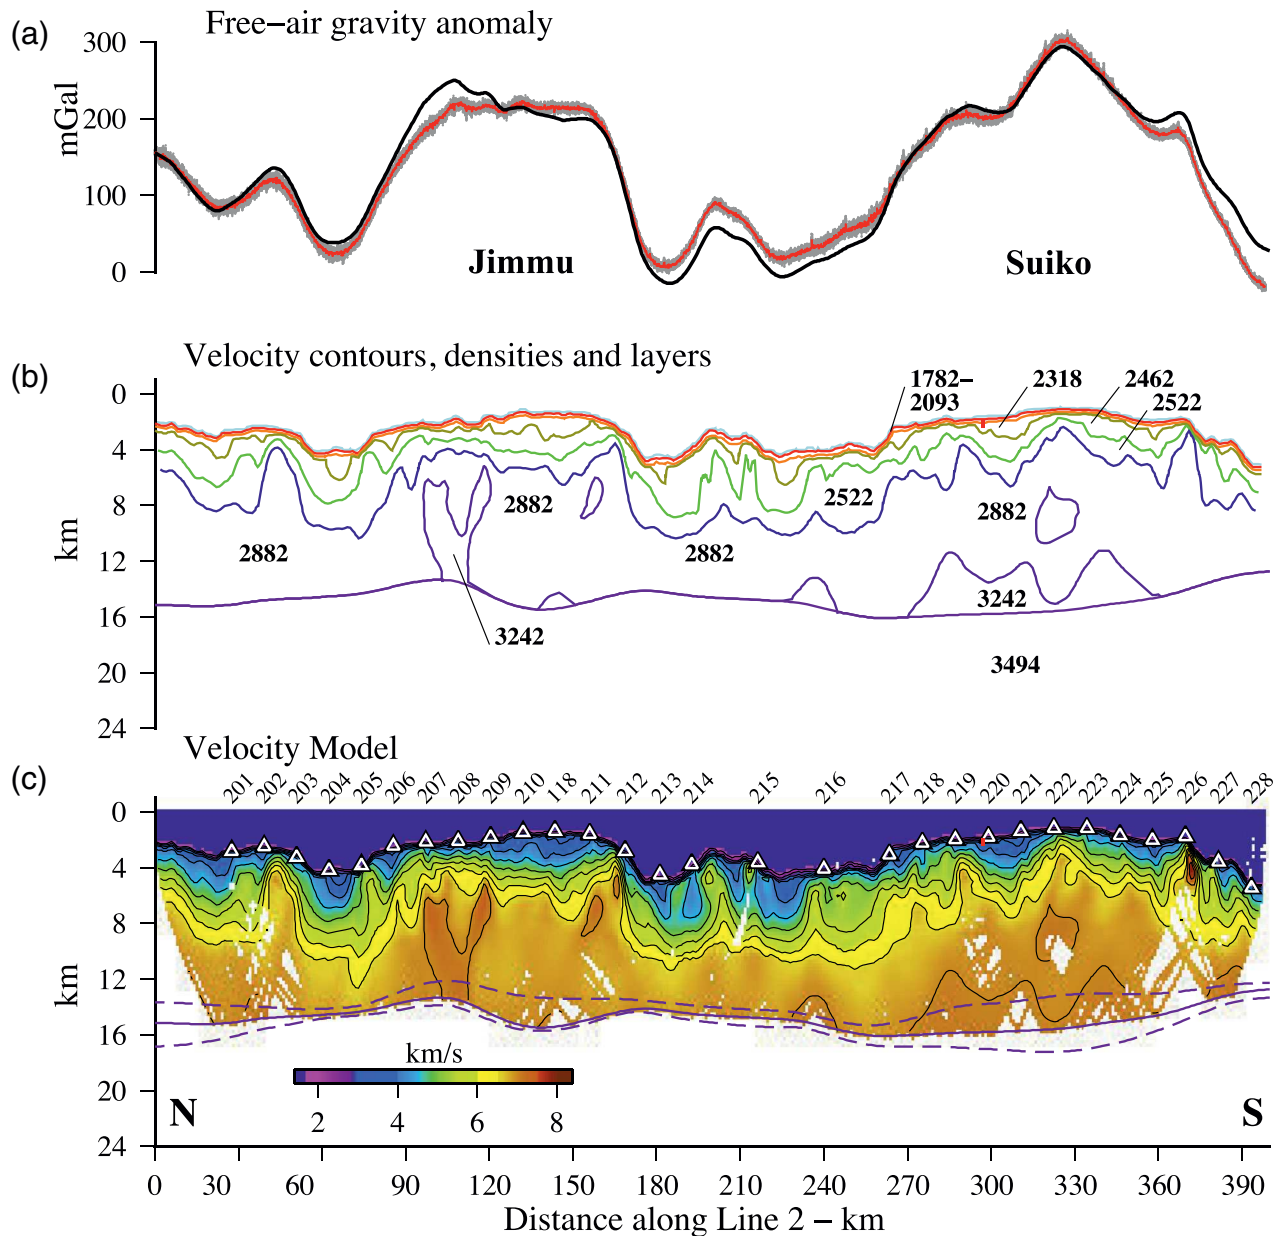 (a)
Free–air gravity anomaly
300
200
100
0
mGal
Jimmu
Suiko
(b)
Velocity contours, densities and layers
0
4
8
12
16
20
24
km
1782–
2093
2318
2462
2522
2882
2522
2882
2882
2882
3242
3242
3494
(c)
Velocity Model
201 202 203 204 205 206 207 208 209 210 118 211 212 213 214 215 216 217 218 219 220 221 222 223 224 225 226 227 228
0
4
8
12
16
20
24
km
km/s
2 4 6 8
N
S
0 30 60 90 120 150 180 210 240 270 300 330 360 390
Distance along Line 2 – km